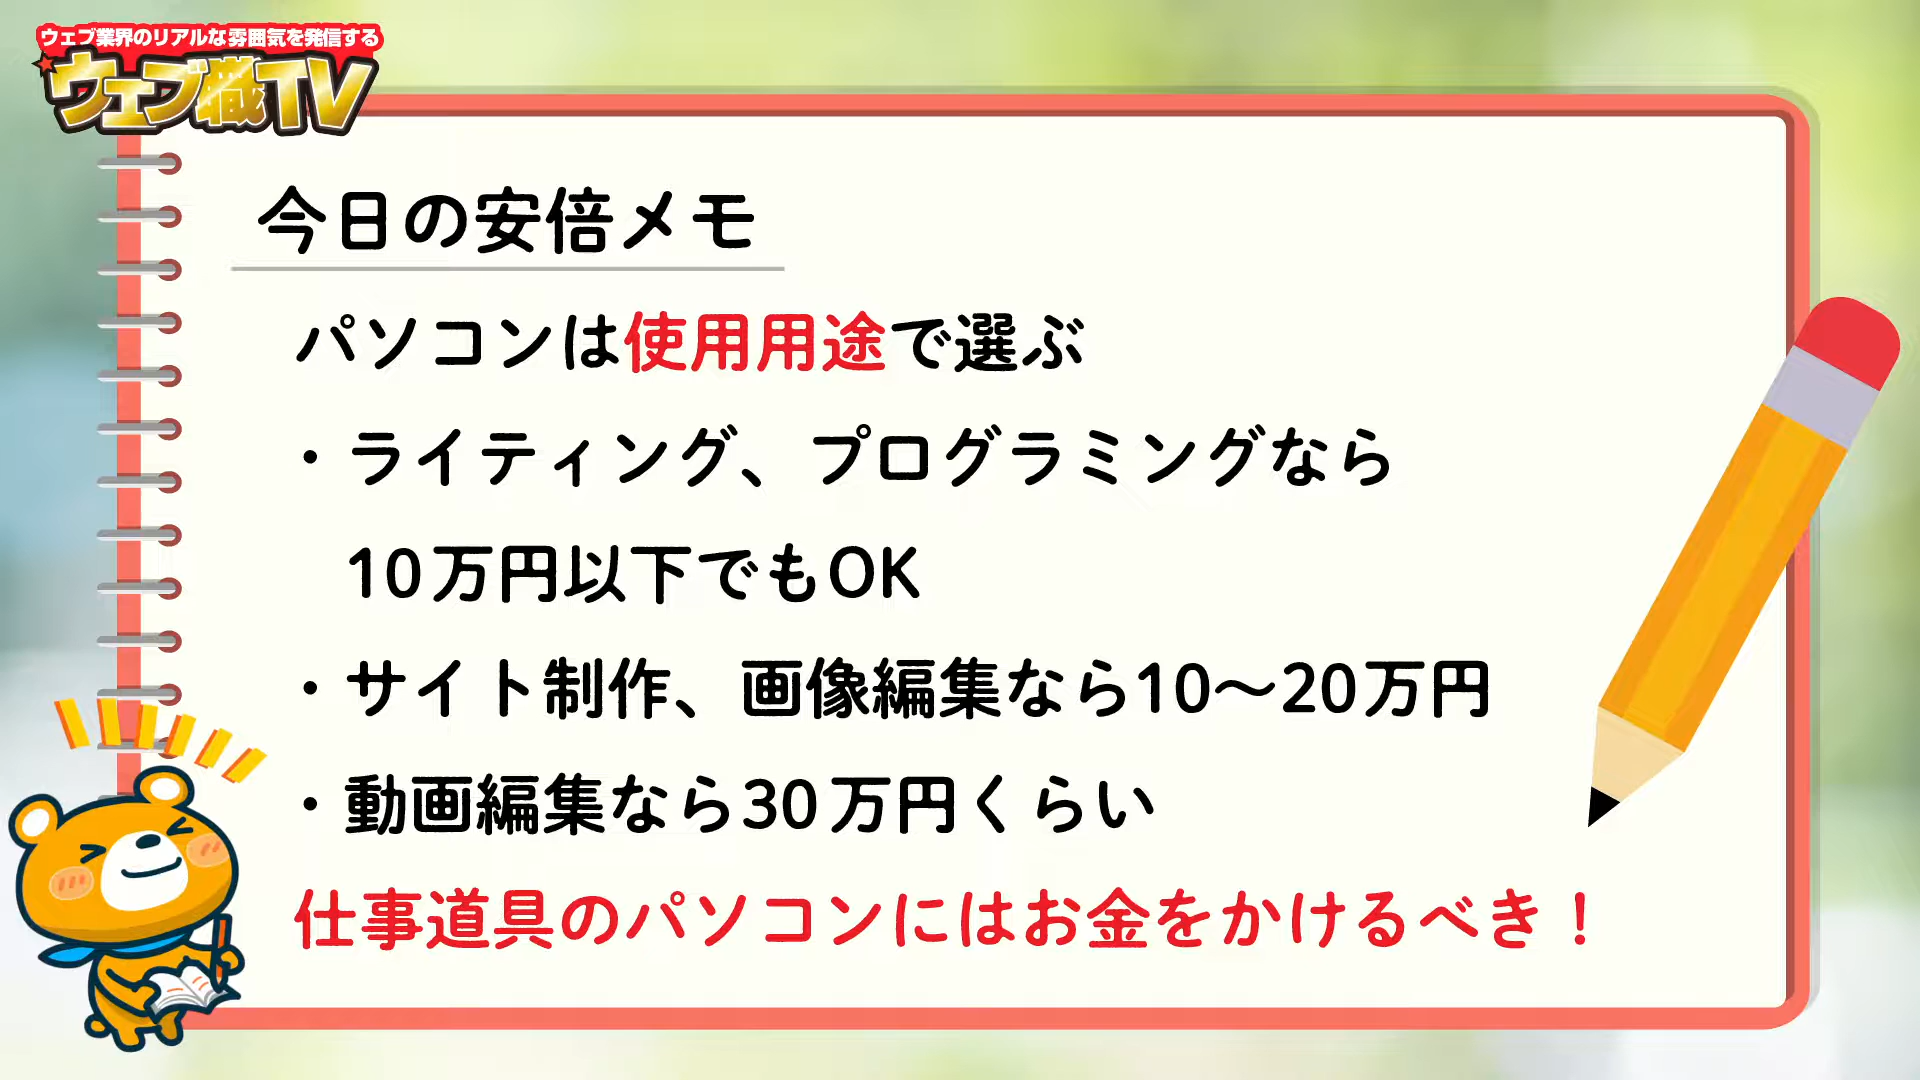 ウェブ業界のリアルな雰囲気を発信する
ウェブ職TV
今日の安倍メモ
パソコンは使用用途で選ぶ
・ライティング、プログラミングなら
10万円以下でもOK
・サイト制作、画像編集なら10〜20万円
・動画編集なら30万円くらい
仕事道具のパソコンにはお金をかけるべき！